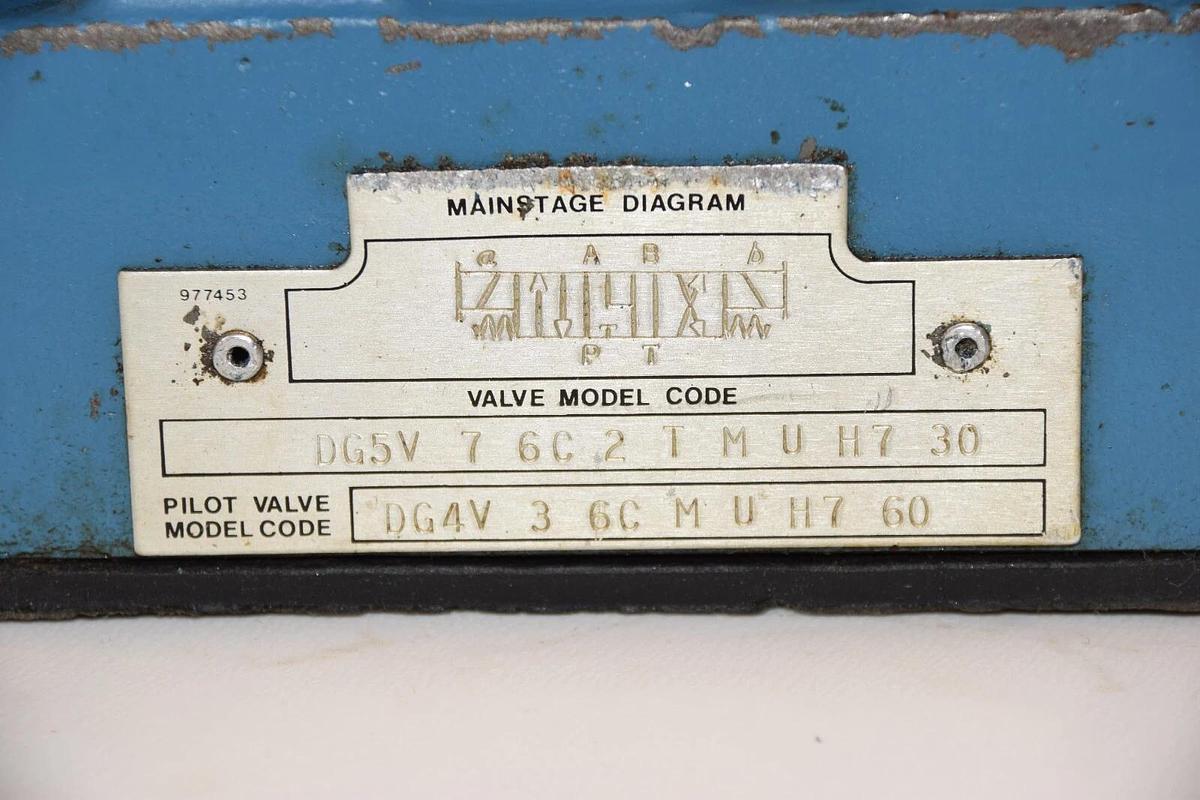 MAINSTAGE DIAGRAM
977453
a A B b
T
P T
VALVE MODEL CODE
DG5V 7 6C 2 T M U H7 30
PILOT VALVE
MODEL CODE
DG4V 3 6C M U H7 60